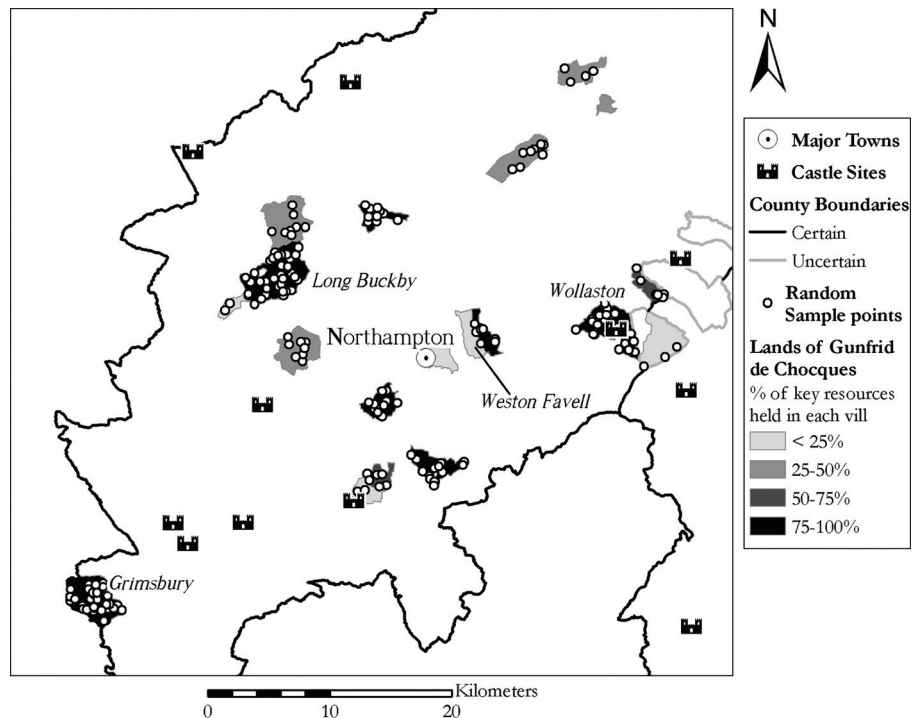 N
Long Buckby
Wollaston
Northampton
Weston Favell
Grimsbury
Major Towns
Castle Sites
County Boundaries
Certain
Uncertain
Random
Sample points
Lands of Gunfrid
de Chocques
% of key resources
held in each vill
< 25%
25-50%
50-75%
75-100%
Kilometers
0 10 20